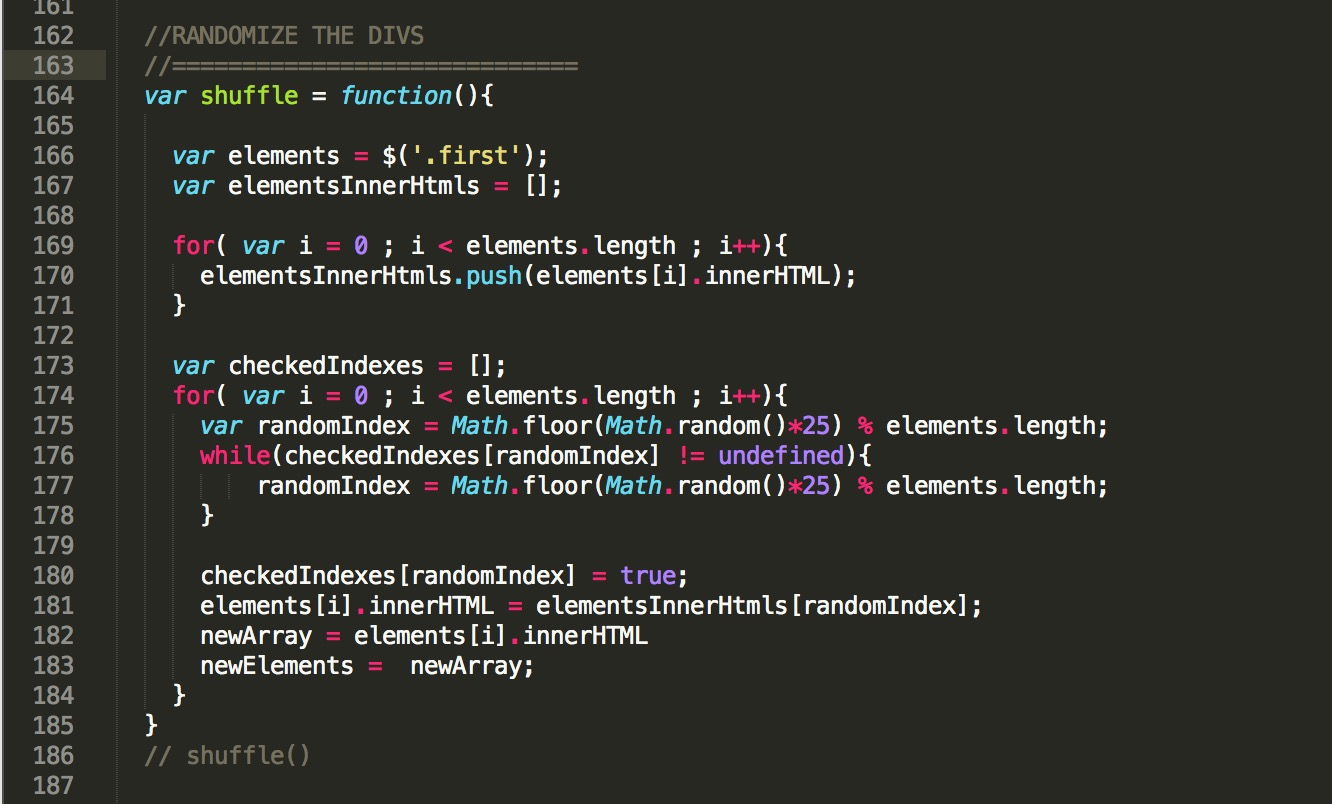 161
162 //RANDOMIZE THE DIVS
163 //=============================
164 var shuffle = function(){
165
166 var elements = $('.first');
167 var elementsInnerHtmls = [];
168
169 for( var i = 0 ; i < elements.length ; i++){
170 elementsInnerHtmls.push(elements[i].innerHTML);
171 }
172
173 var checkedIndexes = [];
174 for( var i = 0 ; i < elements.length ; i++){
175 var randomIndex = Math.floor(Math.random()*25) % elements.length;
176 while(checkedIndexes[randomIndex] != undefined){
177 randomIndex = Math.floor(Math.random()*25) % elements.length;
178 }
179
180 checkedIndexes[randomIndex] = true;
181 elements[i].innerHTML = elementsInnerHtmls[randomIndex];
182 newArray = elements[i].innerHTML
183 newElements =  newArray;
184 }
185 }
186 // shuffle()
187